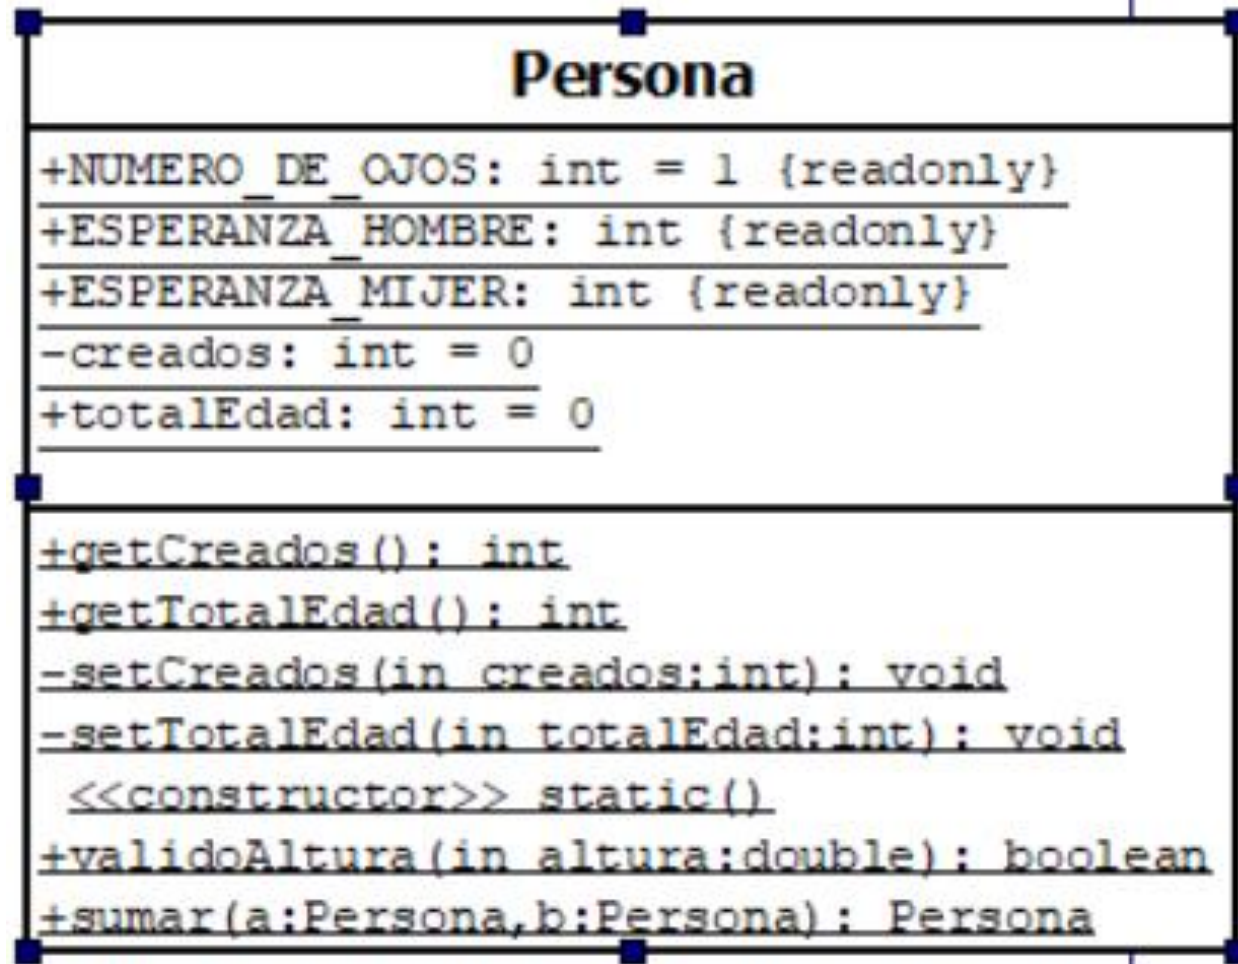 Persona
+NUMERO_DE_OJOS: int = 1 {readonly}
+ESPERANZA_HOMBRE: int {readonly}
+ESPERANZA_MIJER: int {readonly}
-creados: int = 0
+totalEdad: int = 0
+getCreados(): int
+getTotalEdad(): int
-setCreados(in creados:int): void
-setTotalEdad(in totalEdad:int): void
<<constructor>> static()
+validoAltura(in altura:double): boolean
+sumar(a:Persona,b:Persona): Persona